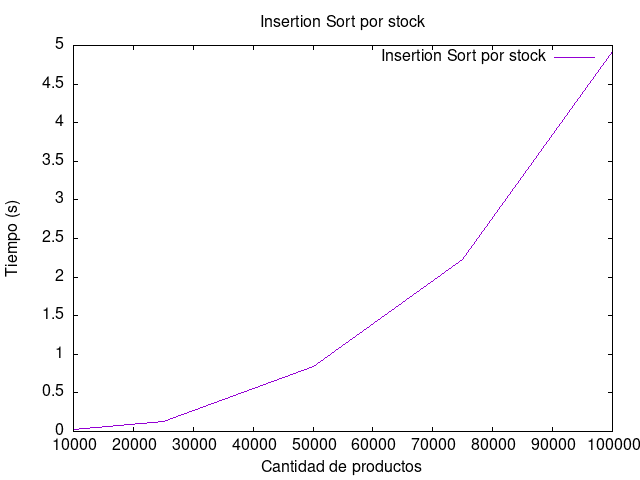 Insertion Sort por stock
Insertion Sort por stock
5
4.5
4
3.5
3
2.5
2
1.5
1
0.5
0
Tiempo (s)
10000 20000 30000 40000 50000 60000 70000 80000 90000 100000
Cantidad de productos